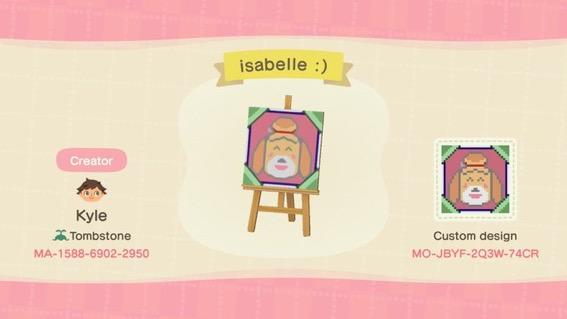 isabelle :)
Creator
Kyle
Tombstone
MA-1588-6902-2950
Custom design
MO-JBYF-2Q3W-74CR